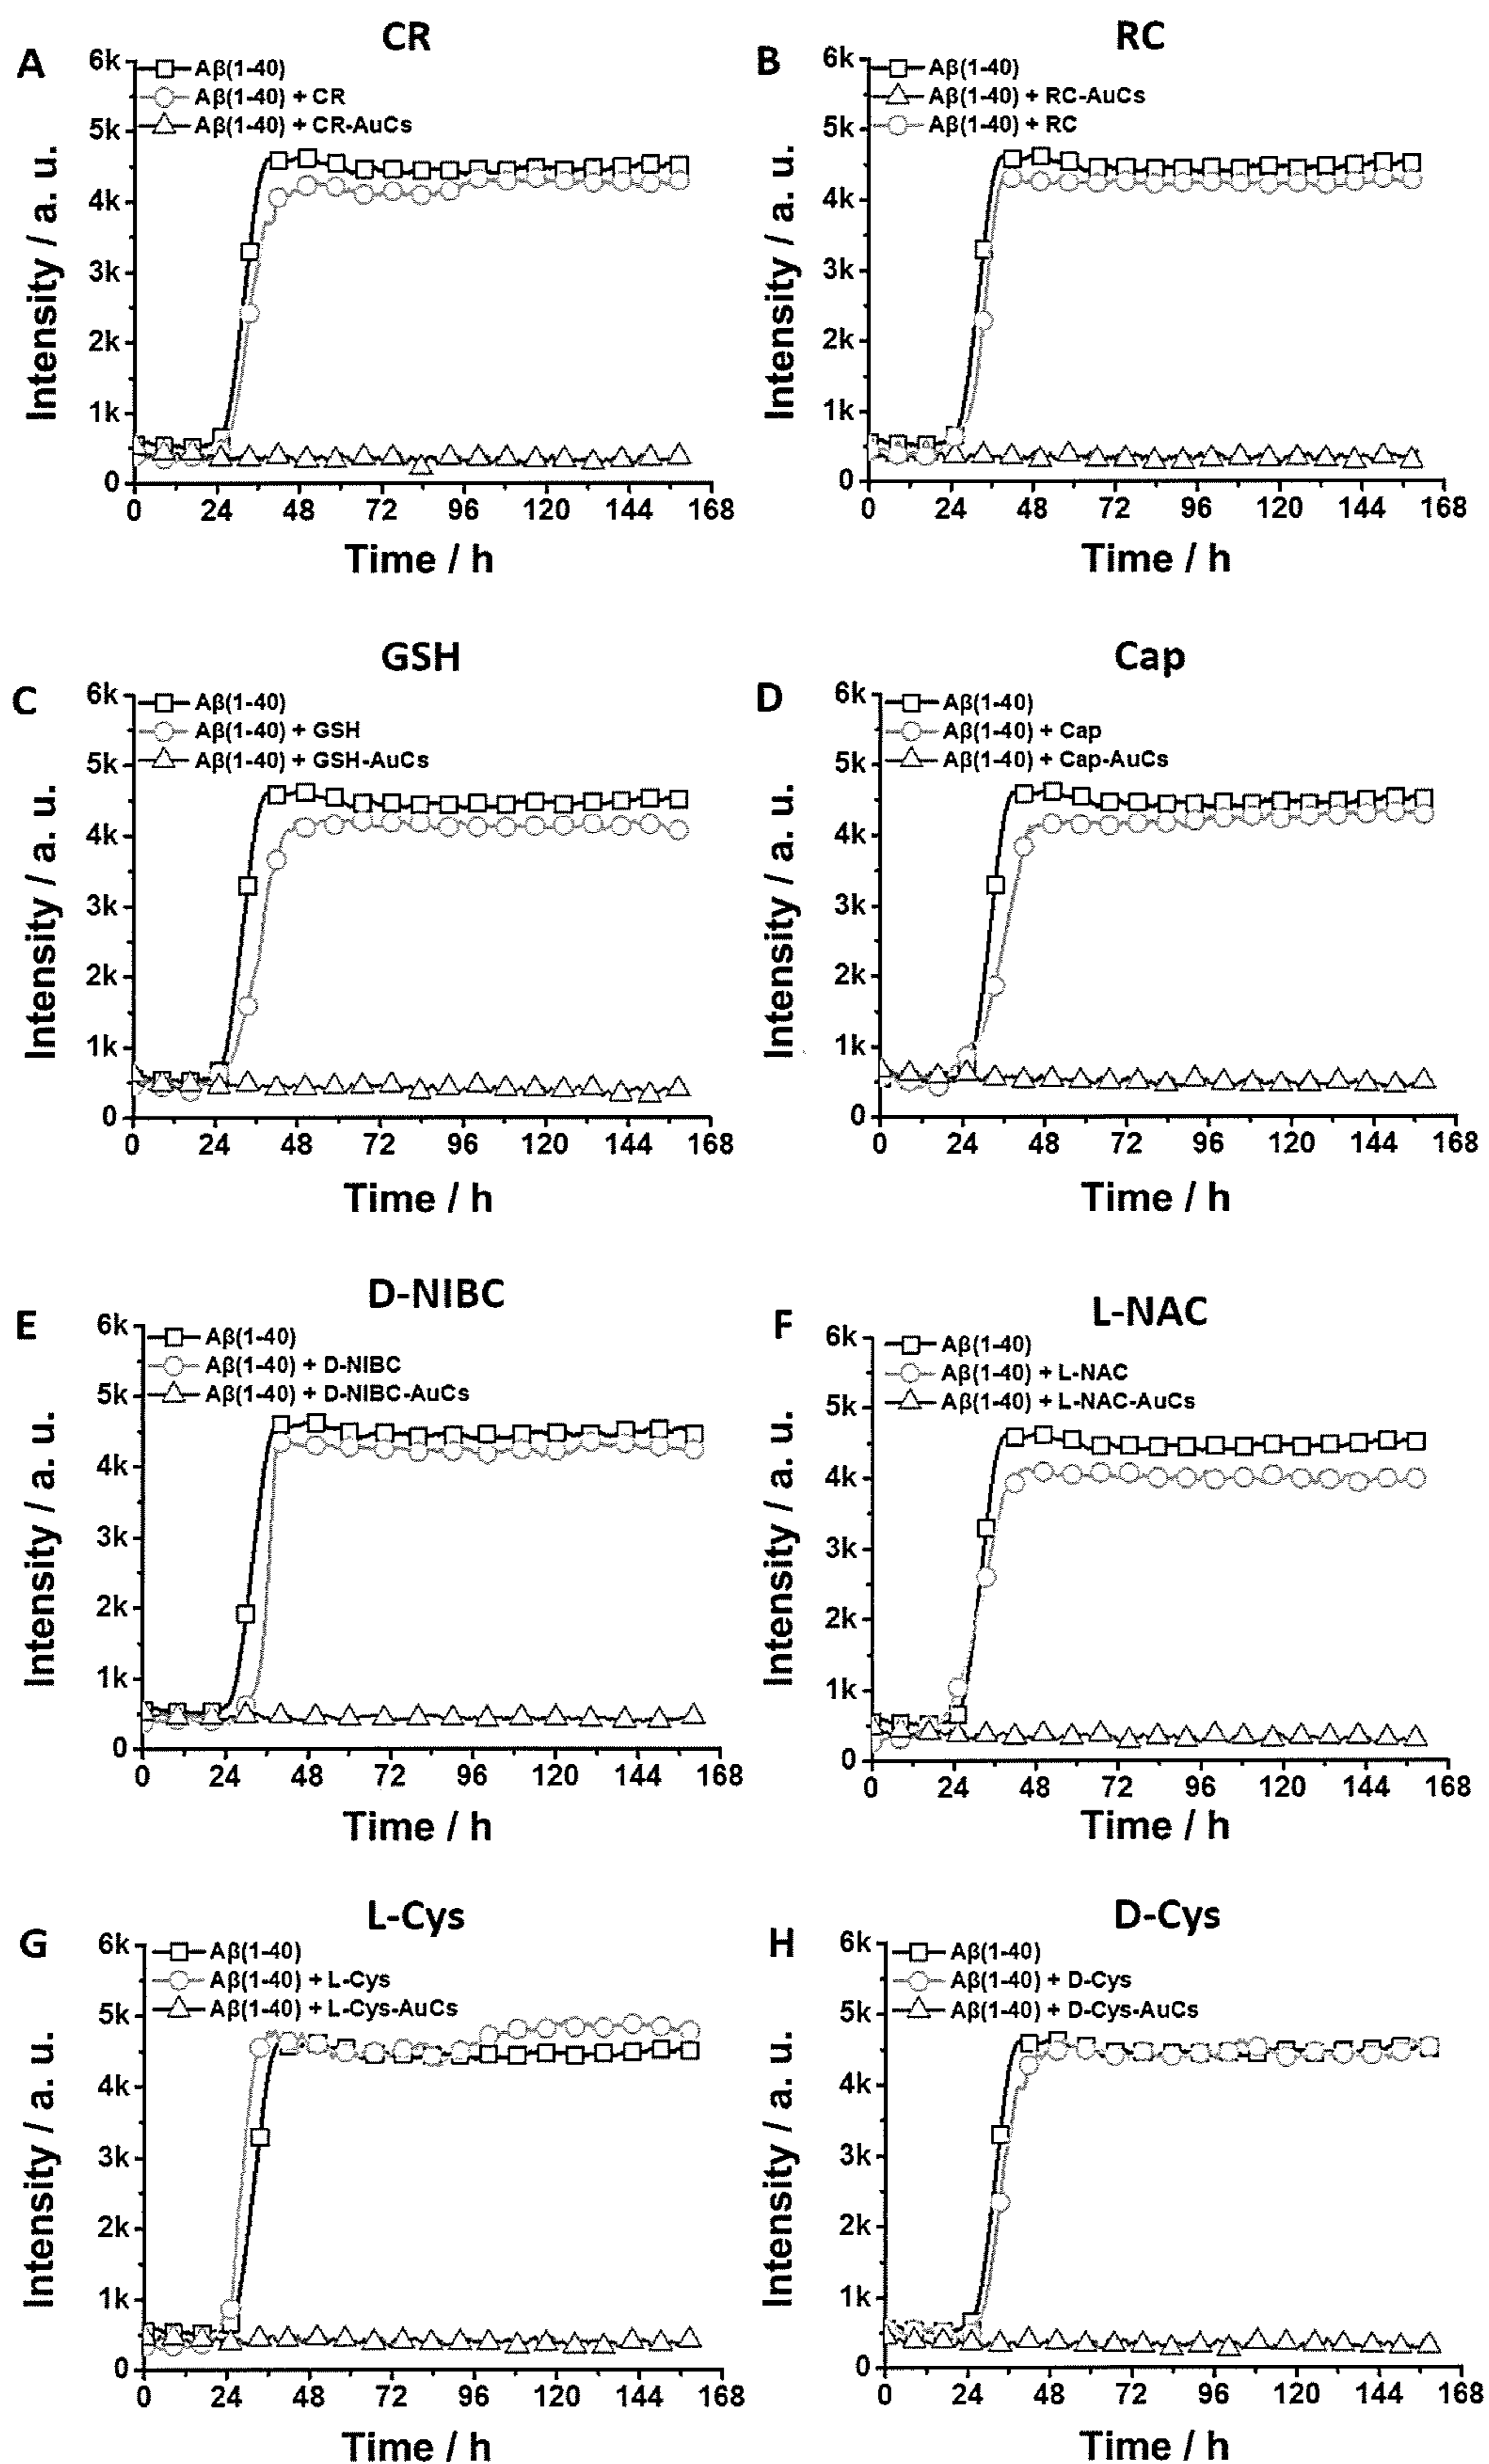 CR
A
6k
Aβ(1-40)
Aβ(1-40) + CR
Aβ(1-40) + CR-AuCs
5k
4k
3k
2k
1k
0
Intensity / a. u.
0 24 48 72 96 120 144 168
Time / h
RC
B
6k
Aβ(1-40)
Aβ(1-40) + RC-AuCs
Aβ(1-40) + RC
5k
4k
3k
2k
1k
0
Intensity / a. u.
0 24 48 72 96 120 144 168
Time / h
GSH
C
6k
Aβ(1-40)
Aβ(1-40) + GSH
Aβ(1-40) + GSH-AuCs
5k
4k
3k
2k
1k
0
Intensity / a. u.
0 24 48 72 96 120 144 168
Time / h
Cap
D
6k
Aβ(1-40)
Aβ(1-40) + Cap
Aβ(1-40) + Cap-AuCs
5k
4k
3k
2k
1k
0
Intensity / a. u.
0 24 48 72 96 120 144 168
Time / h
D-NIBC
E
6k
Aβ(1-40)
Aβ(1-40) + D-NIBC
Aβ(1-40) + D-NIBC-AuCs
5k
4k
3k
2k
1k
0
Intensity / a. u.
0 24 48 72 96 120 144 168
Time / h
L-NAC
F
6k
Aβ(1-40)
Aβ(1-40) + L-NAC
Aβ(1-40) + L-NAC-AuCs
5k
4k
3k
2k
1k
0
Intensity / a. u.
0 24 48 72 96 120 144 168
Time / h
L-Cys
G
6k
Aβ(1-40)
Aβ(1-40) + L-Cys
Aβ(1-40) + L-Cys-AuCs
5k
4k
3k
2k
1k
0
Intensity / a. u.
0 24 48 72 96 120 144 168
Time / h
D-Cys
H
6k
Aβ(1-40)
Aβ(1-40) + D-Cys
Aβ(1-40) + D-Cys-AuCs
5k
4k
3k
2k
1k
0
Intensity / a. u.
0 24 48 72 96 120 144 168
Time / h